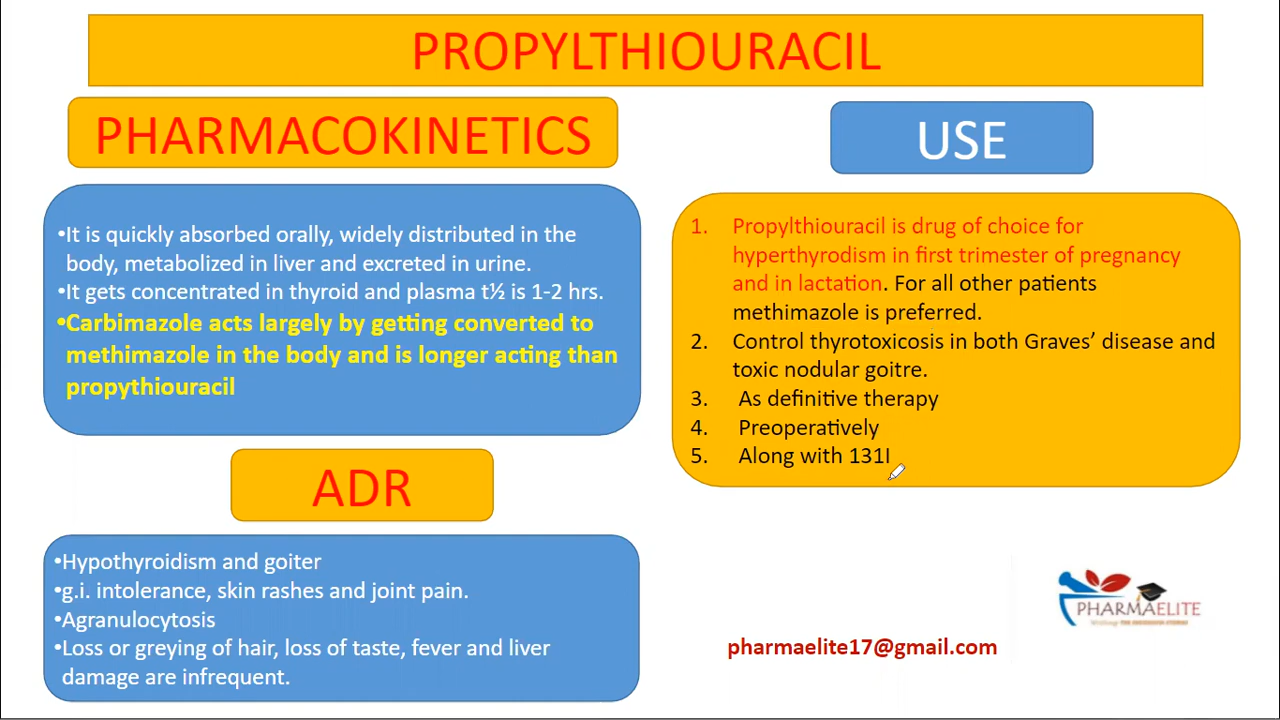 PROPYLTHIOURACIL
PHARMACOKINETICS
•It is quickly absorbed orally, widely distributed in the
body, metabolized in liver and excreted in urine.
•It gets concentrated in thyroid and plasma t½ is 1-2 hrs.
•Carbimazole acts largely by getting converted to
methimazole in the body and is longer acting than
propythiouracil
ADR
•Hypothyroidism and goiter
•g.i. intolerance, skin rashes and joint pain.
•Agranulocytosis
•Loss or greying of hair, loss of taste, fever and liver
damage are infrequent.
USE
1. Propylthiouracil is drug of choice for
hyperthyrodism in first trimester of pregnancy
and in lactation. For all other patients
methimazole is preferred.
2. Control thyrotoxicosis in both Graves’ disease and
toxic nodular goitre.
3. As definitive therapy
4. Preoperatively
5. Along with 131I
PHARMAELITE
pharmaelite17@gmail.com